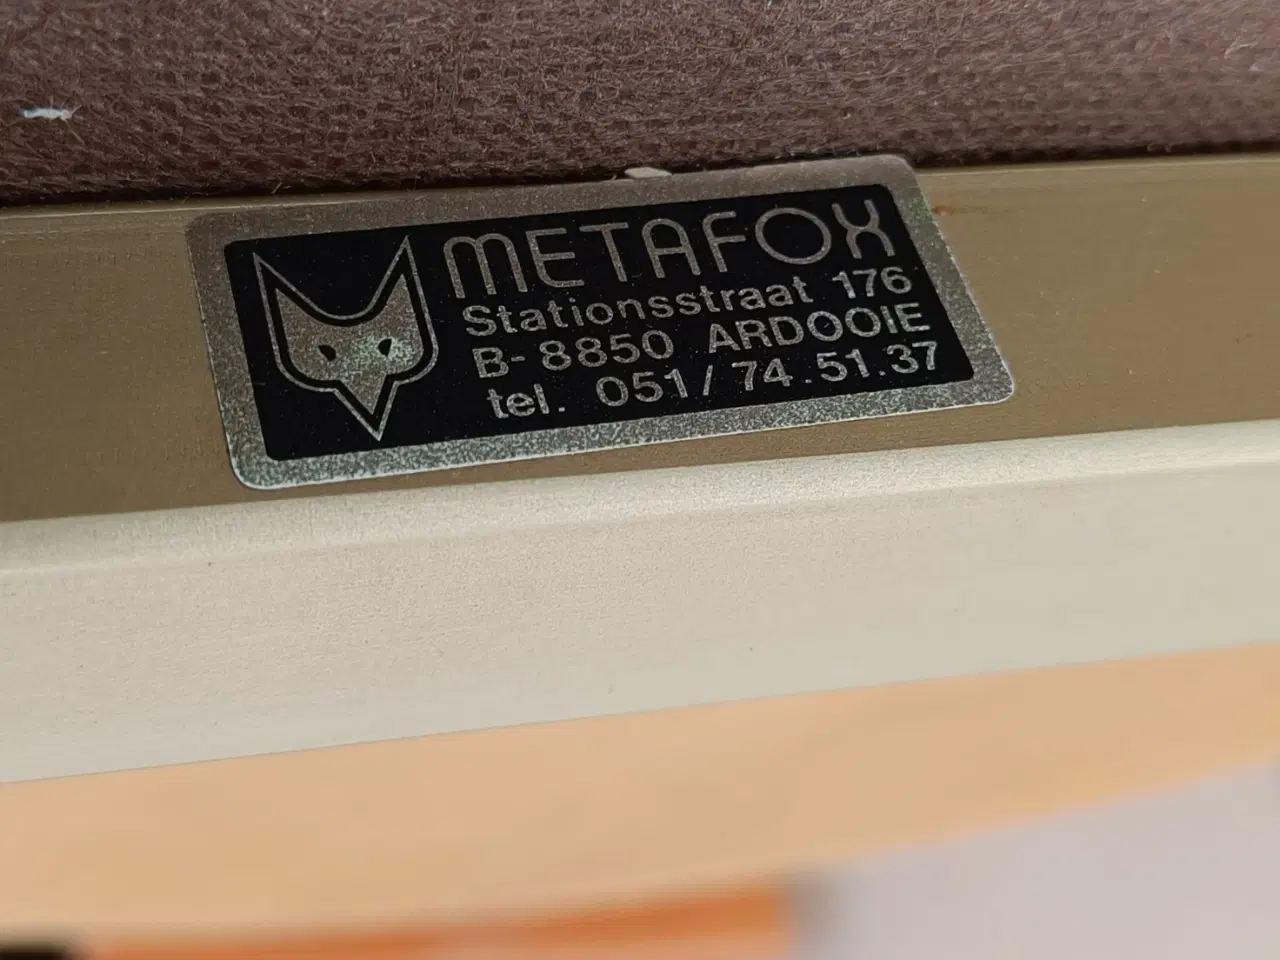 METAFOX
Stationsstraat 176
B-8850 ARDOOIE
tel. 051/74.51.37